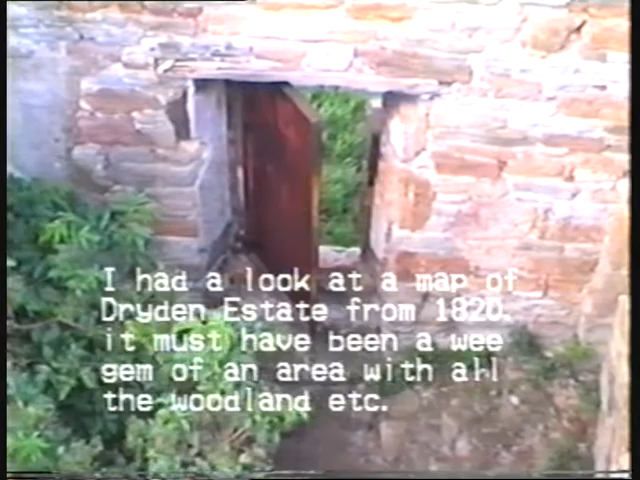 I had a look at a map of
Dryden Estate from 1820.
it must have been a wee
gem of an area with all
the woodland etc.